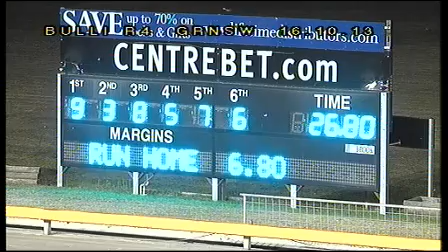 SAVE up to 70% on
BULLI R4, GRNSW 16.10.13
CENTREBET.com
1ST 2ND 3RD 4TH 5TH 6TH TIME
9 3 8 5 7 6 26.80
MARGINS
RUN HOME 6.80